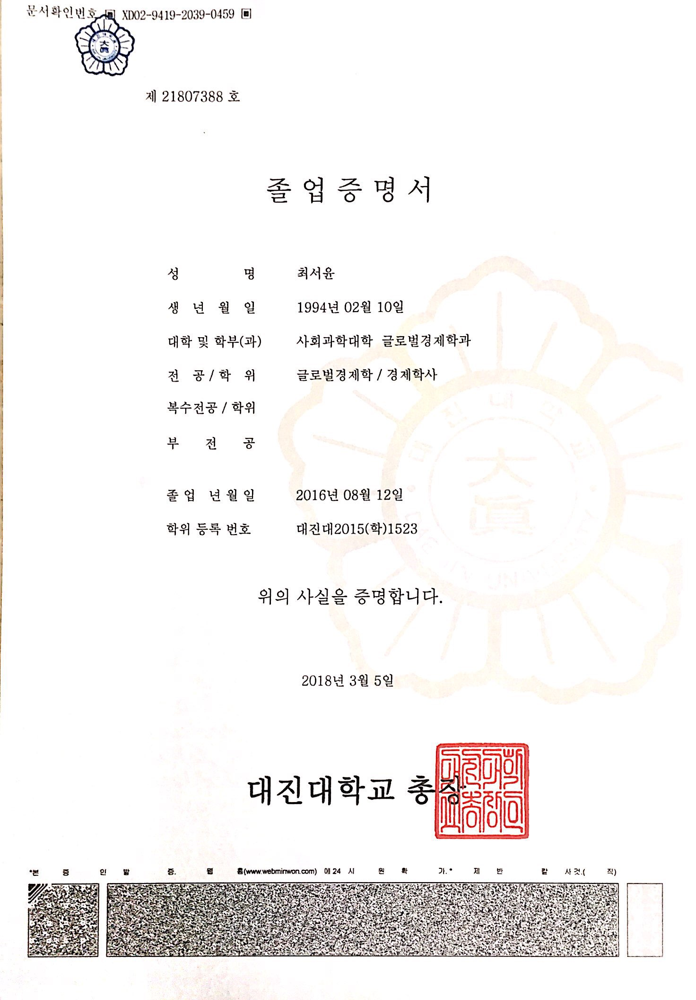 문서확인번호 ▣ XD02-9419-2039-0459 ▣
大眞
제 21807388 호
졸 업 증 명 서
성 명 최서윤
생 년 월 일 1994년 02월 10일
대학 및 학부(과) 사회과학대학 글로벌경제학과
전 공 / 학 위 글로벌경제학 / 경제학사
복수전공 / 학위
부 전 공
졸 업 년 월 일 2016년 08월 12일
학위 등록 번호 대진대2015(학)1523
위의 사실을 증명합니다.
2018년 3월 5일
대진대학교 총장
*본 증 인 발 증. 웹 홈(www.webminwon.com) 에 24 시 원 확 가. * 제 반 칼 사 것.( 직)